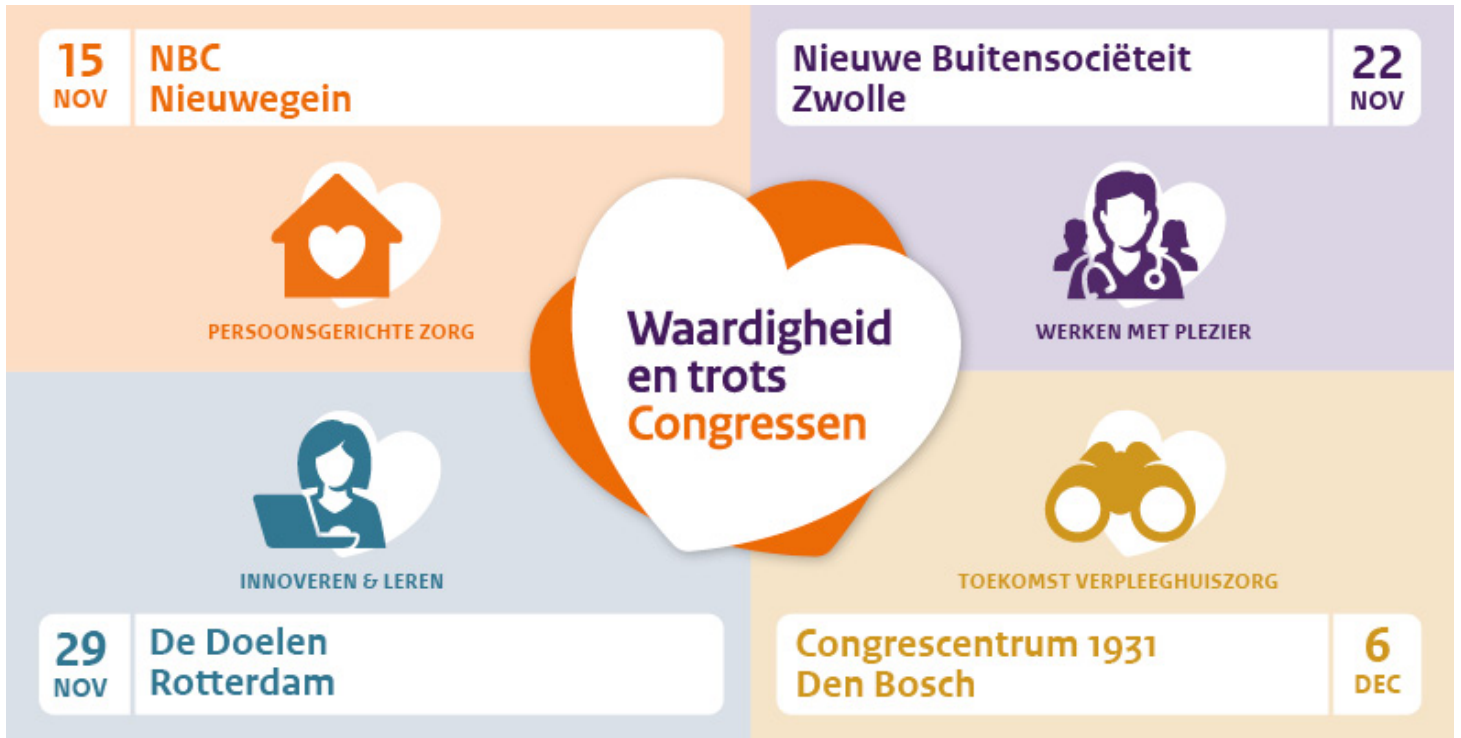 15
NOV
NBC
Nieuwegein
PERSOONSGERICHTE ZORG
Nieuwe Buitensociëteit
Zwolle
22
NOV
WERKEN MET PLEZIER
Waardigheid
en trots
Congressen
INNOVEREN & LEREN
29
NOV
De Doelen
Rotterdam
TOEKOMST VERPLEEGHUISZORG
Congrescentrum 1931
Den Bosch
6
DEC